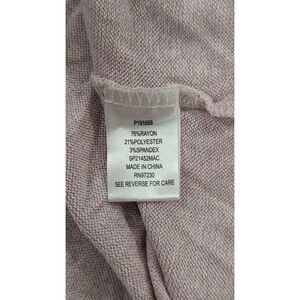 P191668
76%RAYON
21%POLYESTER
3%SPANDEX
SP21452MAC
MADE IN CHINA
RN97230
SEE REVERSE FOR CARE